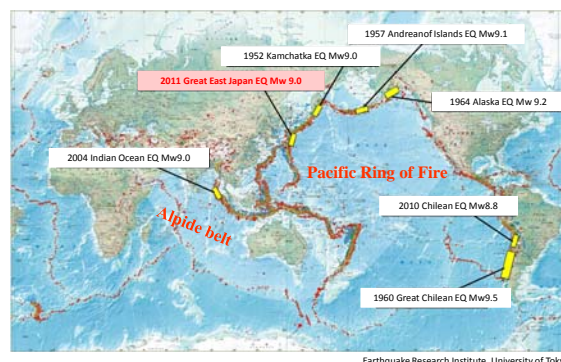 1957 Andreanof Islands EQ Mw9.1
1952 Kamchatka EQ Mw9.0
2011 Great East Japan EQ Mw 9.0
1964 Alaska EQ Mw 9.2
2004 Indian Ocean EQ Mw9.0
Pacific Ring of Fire
Alpide belt
2010 Chilean EQ Mw8.8
1960 Great Chilean EQ Mw9.5
Earthquake Research Institute, University of Toky